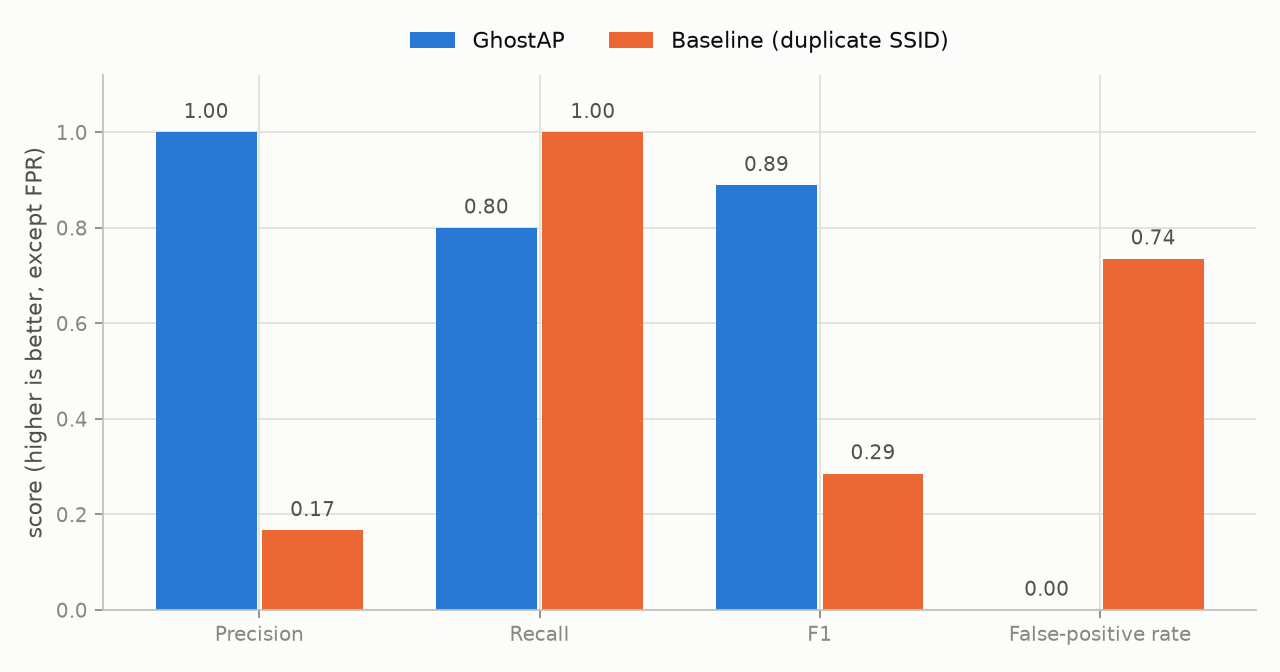 GhostAP
Baseline (duplicate SSID)
score (higher is better, except FPR)
1.0
0.8
0.6
0.4
0.2
0.0
1.00
0.17
0.80
1.00
0.89
0.29
0.00
0.74
Precision
Recall
F1
False-positive rate